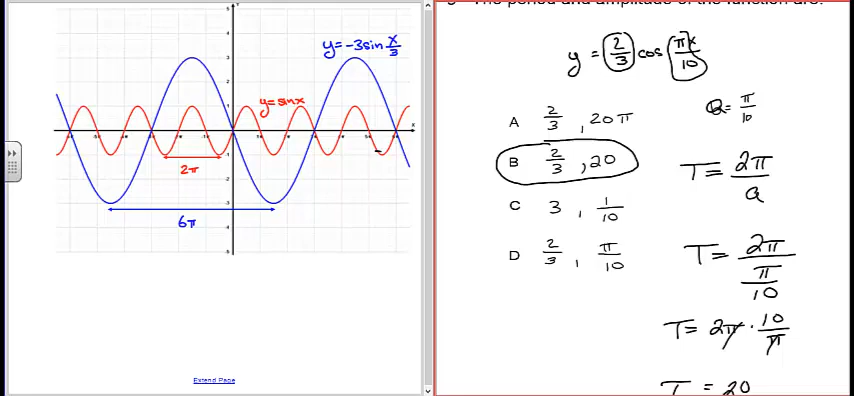 y = -3sin x/3
y = sinx
2π
6π
Extend Page
The period and amplitude of the function are:
y = 2/3 cos πx/10
A 2/3 , 20π
B 2/3 , 20
C 3 , 1/10
D 2/3 , π/10
a = π/10
T = 2π/a
T = 2π/(π/10)
T = 2π · 10/π
T = 20